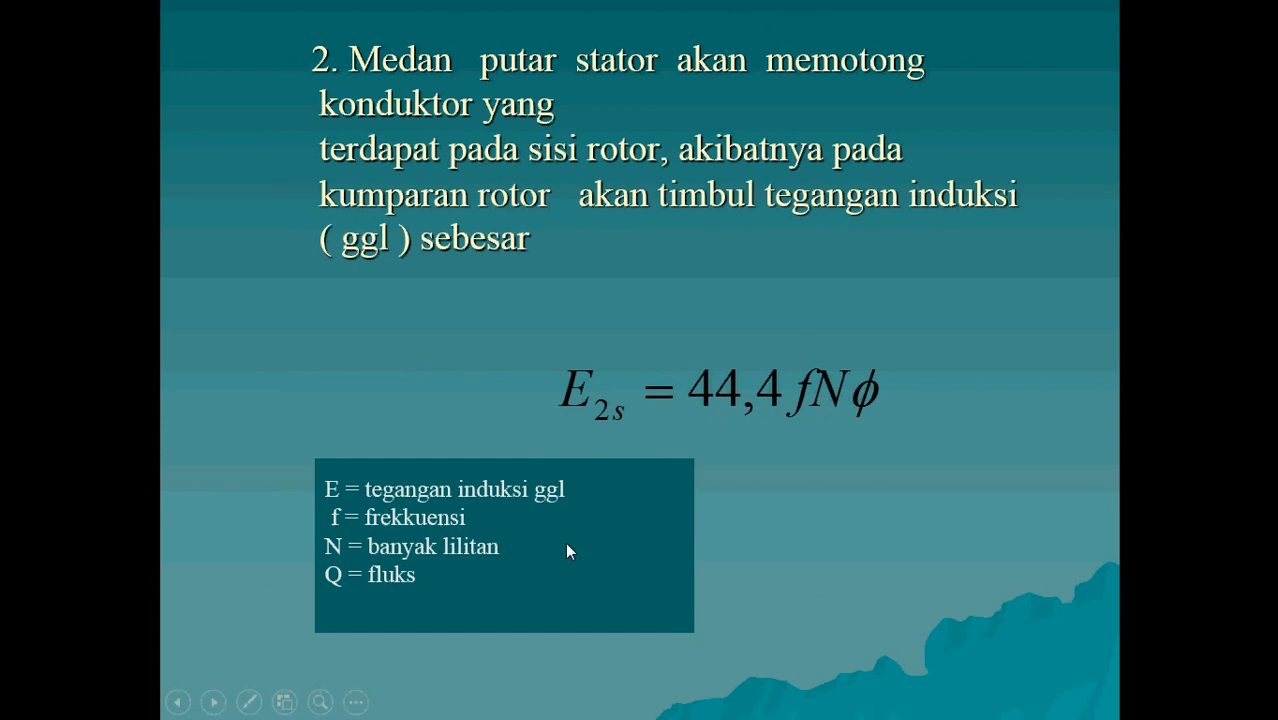 2. Medan putar stator akan memotong
konduktor yang
terdapat pada sisi rotor, akibatnya pada
kumparan rotor akan timbul tegangan induksi
( ggl ) sebesar
E₂ₛ = 44,4 fNϕ
E = tegangan induksi ggl
f = frekkuensi
N = banyak lilitan
Q = fluks